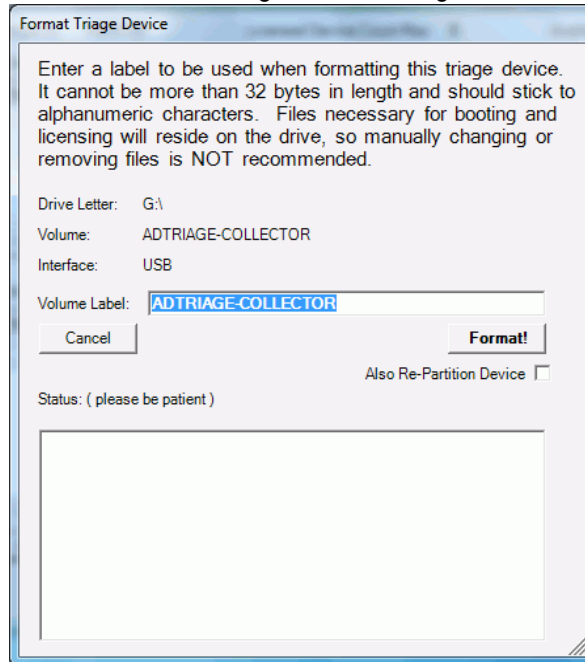 Format Triage Device
Enter a label to be used when formatting this triage device.
It cannot be more than 32 bytes in length and should stick to
alphanumeric characters.  Files necessary for booting and
licensing will reside on the drive, so manually changing or
removing files is NOT recommended.
Drive Letter: G:\
Volume: ADTRIAGE-COLLECTOR
Interface: USB
Volume Label: ADTRIAGE-COLLECTOR
Cancel Format!
Also Re-Partition Device
Status: ( please be patient )